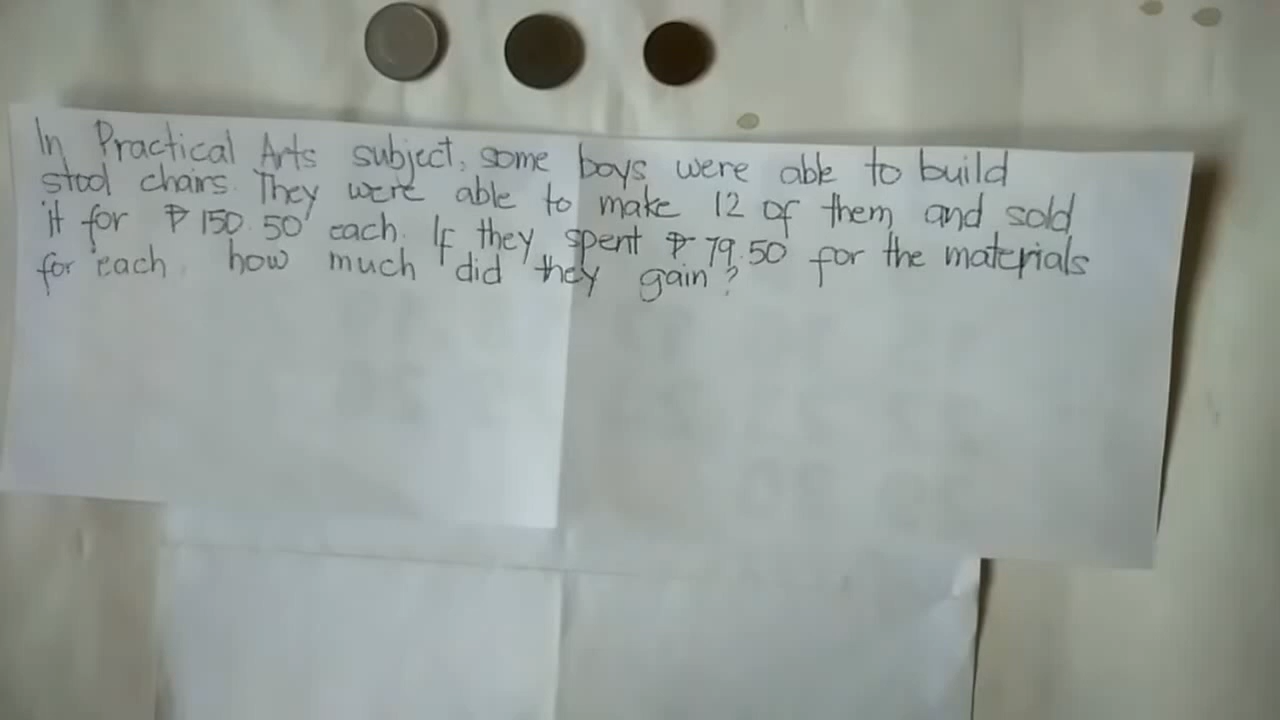 In Practical Arts subject, some boys were able to build
stool chairs. They were able to make 12 of them and sold
it for ₱150.50 each. If they spent ₱79.50 for the materials
for each, how much did they gain?